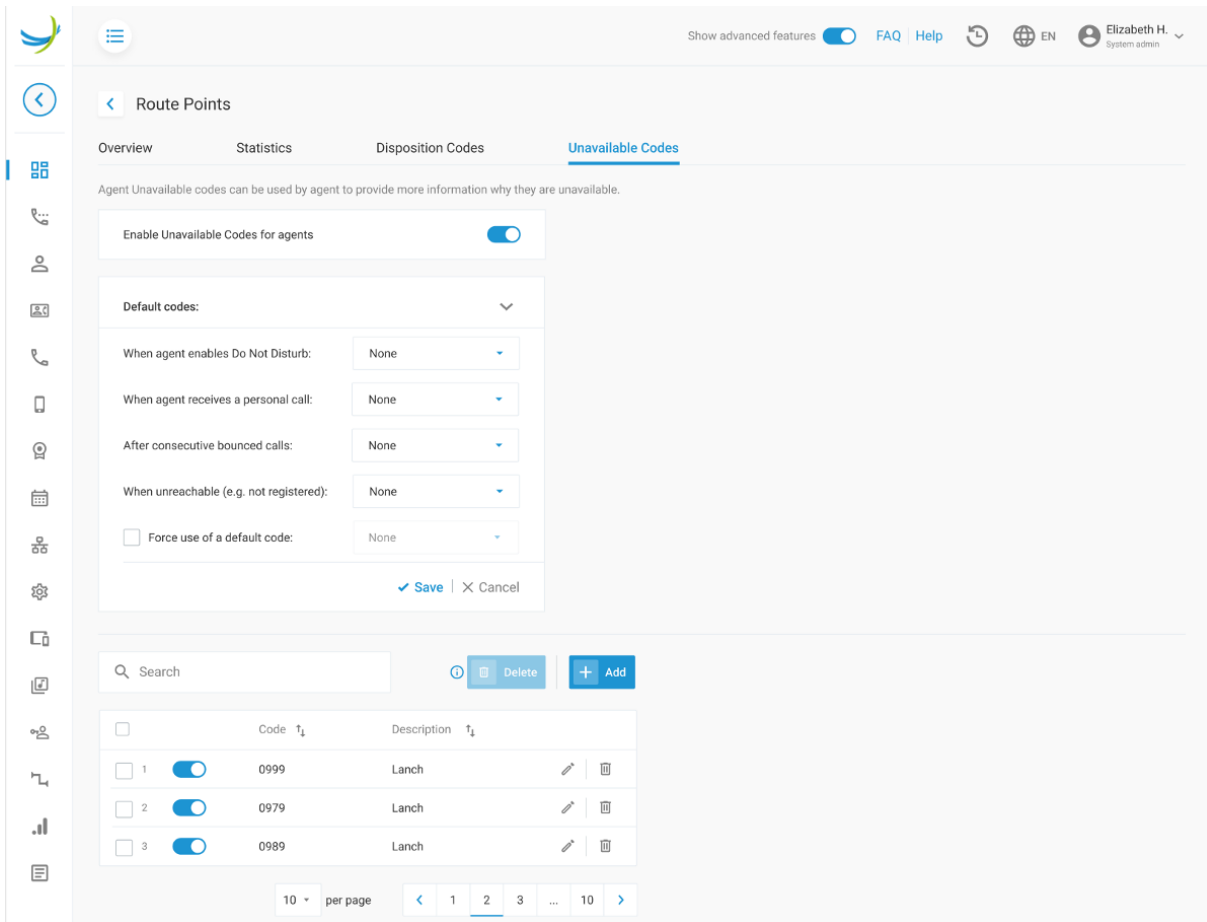 Show advanced features FAQ Help EN Elizabeth H.
System admin
Route Points
Overview Statistics Disposition Codes Unavailable Codes
Agent Unavailable codes can be used by agent to provide more information why they are unavailable.
Enable Unavailable Codes for agents
Default codes:
When agent enables Do Not Disturb: None
When agent receives a personal call: None
After consecutive bounced calls: None
When unreachable (e.g. not registered): None
Force use of a default code: None
Save Cancel
Search Delete Add
Code Description
1 0999 Lanch
2 0979 Lanch
3 0989 Lanch
10 per page 1 2 3 ... 10